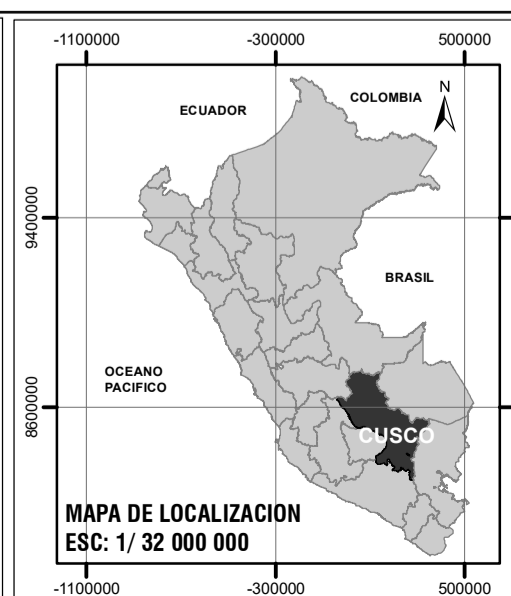 -1100000
-300000
500000
N
COLOMBIA
ECUADOR
9400000
BRASIL
OCEANO
PACIFICO
8600000
CUSCO
MAPA DE LOCALIZACION
ESC: 1/ 32 000 000
-1100000
-300000
500000